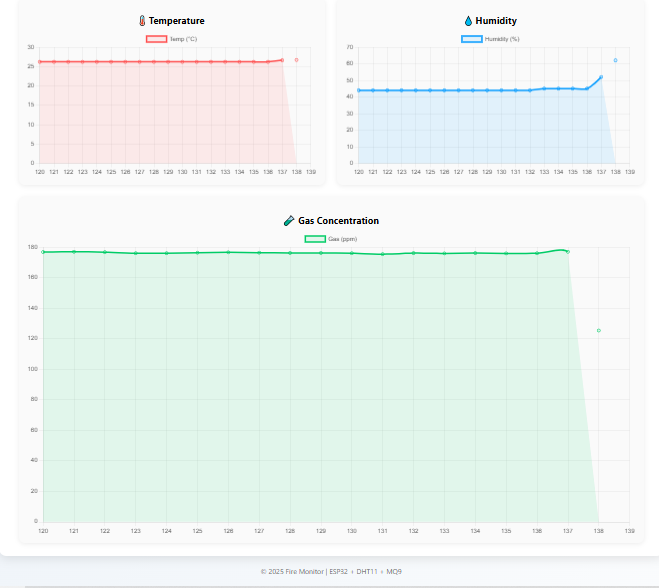 Temperature
Temp (°C)
30
25
20
15
10
5
0
120 121 122 123 124 125 126 127 128 129 130 131 132 133 134 135 136 137 138 139
Humidity
Humidity (%)
70
60
50
40
30
20
10
0
120 121 122 123 124 125 126 127 128 129 130 131 132 133 134 135 136 137 138 139
Gas Concentration
Gas (ppm)
180
160
140
120
100
80
60
40
20
0
120 121 122 123 124 125 126 127 128 129 130 131 132 133 134 135 136 137 138 139
© 2025 Fire Monitor | ESP32 • DHT11 • MQ9